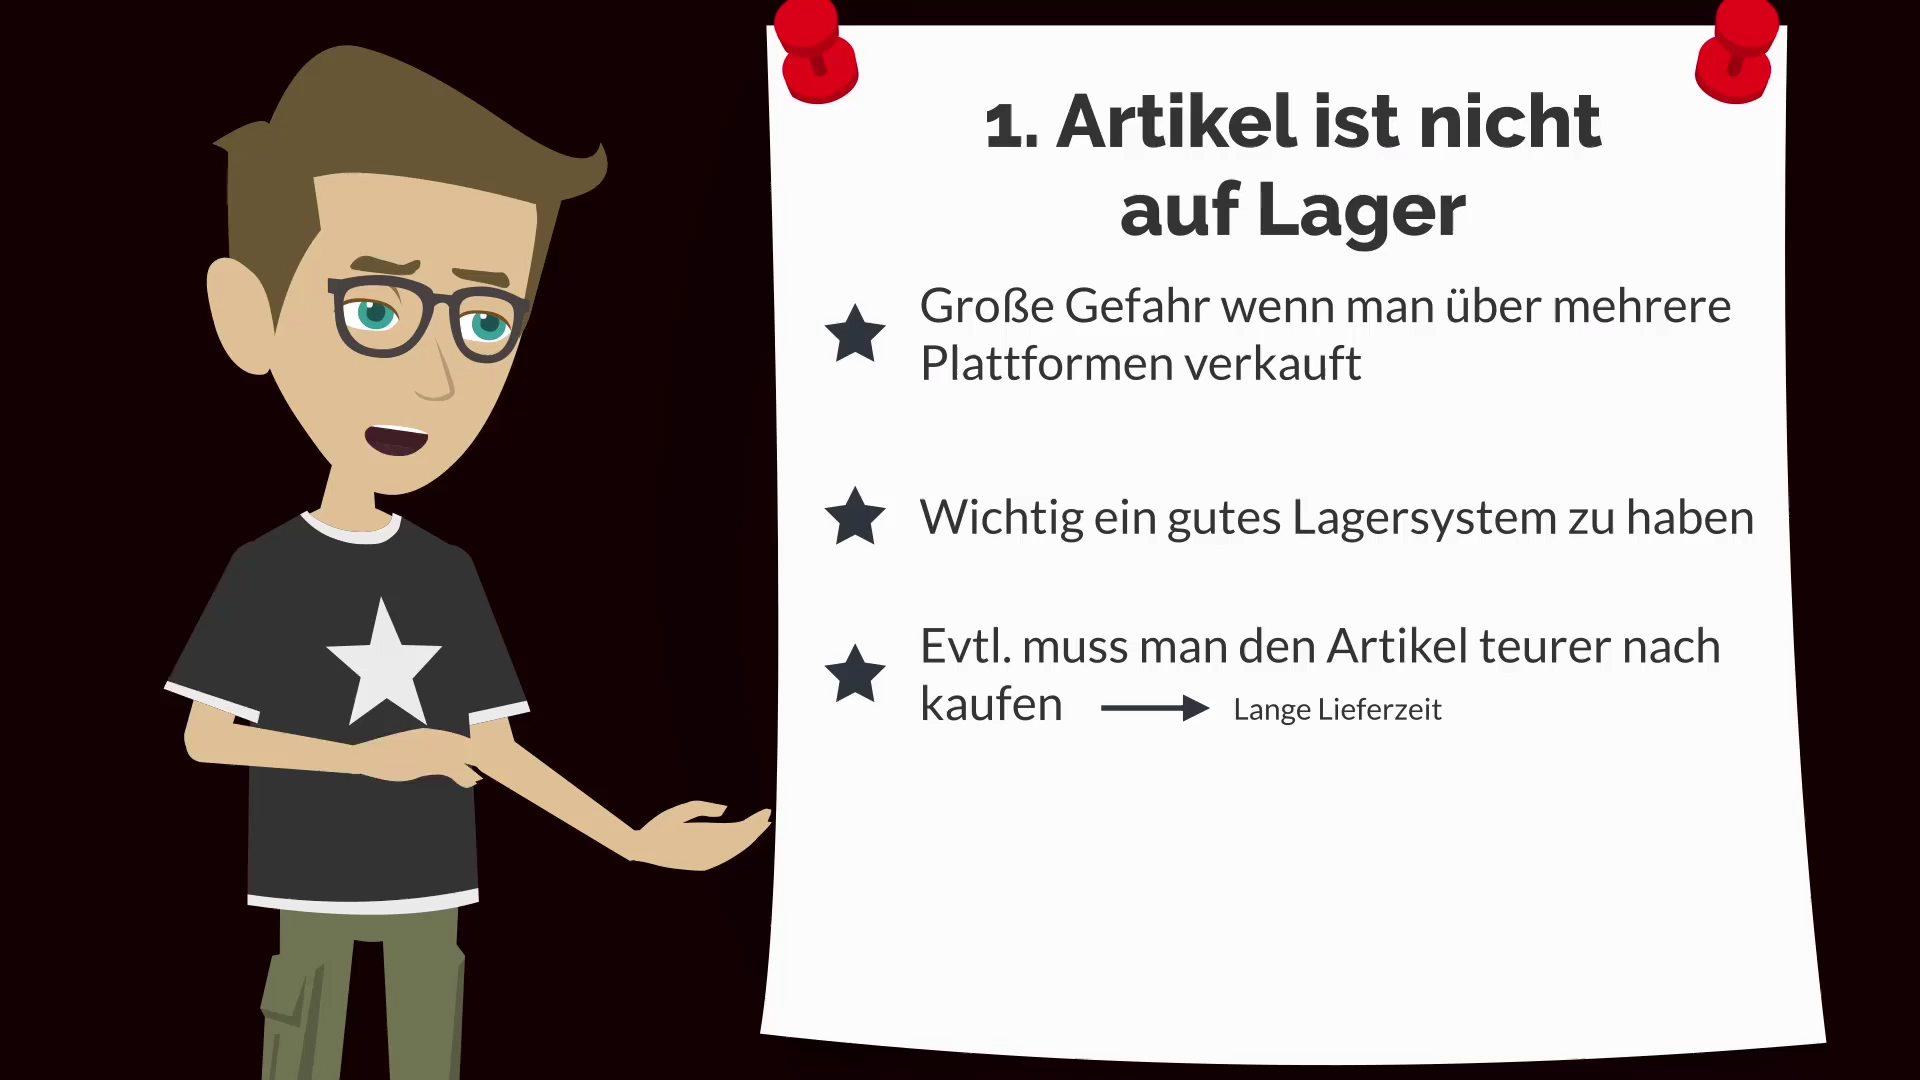 1. Artikel ist nicht
auf Lager
Große Gefahr wenn man über mehrere
Plattformen verkauft
Wichtig ein gutes Lagersystem zu haben
Evtl. muss man den Artikel teurer nach
kaufen
Lange Lieferzeit